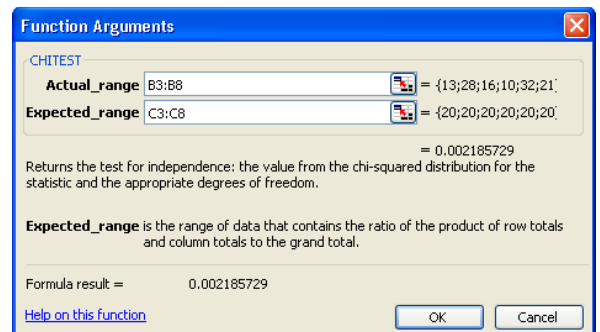 Function Arguments
CHITEST
Actual_range B3:B8 = {13;28;16;10;32;21}
Expected_range C3:C8 = {20;20;20;20;20;20}
= 0.002185729
Returns the test for independence: the value from the chi-squared distribution for the
statistic and the appropriate degrees of freedom.
Expected_range is the range of data that contains the ratio of the product of row totals
and column totals to the grand total.
Formula result = 0.002185729
Help on this function OK Cancel